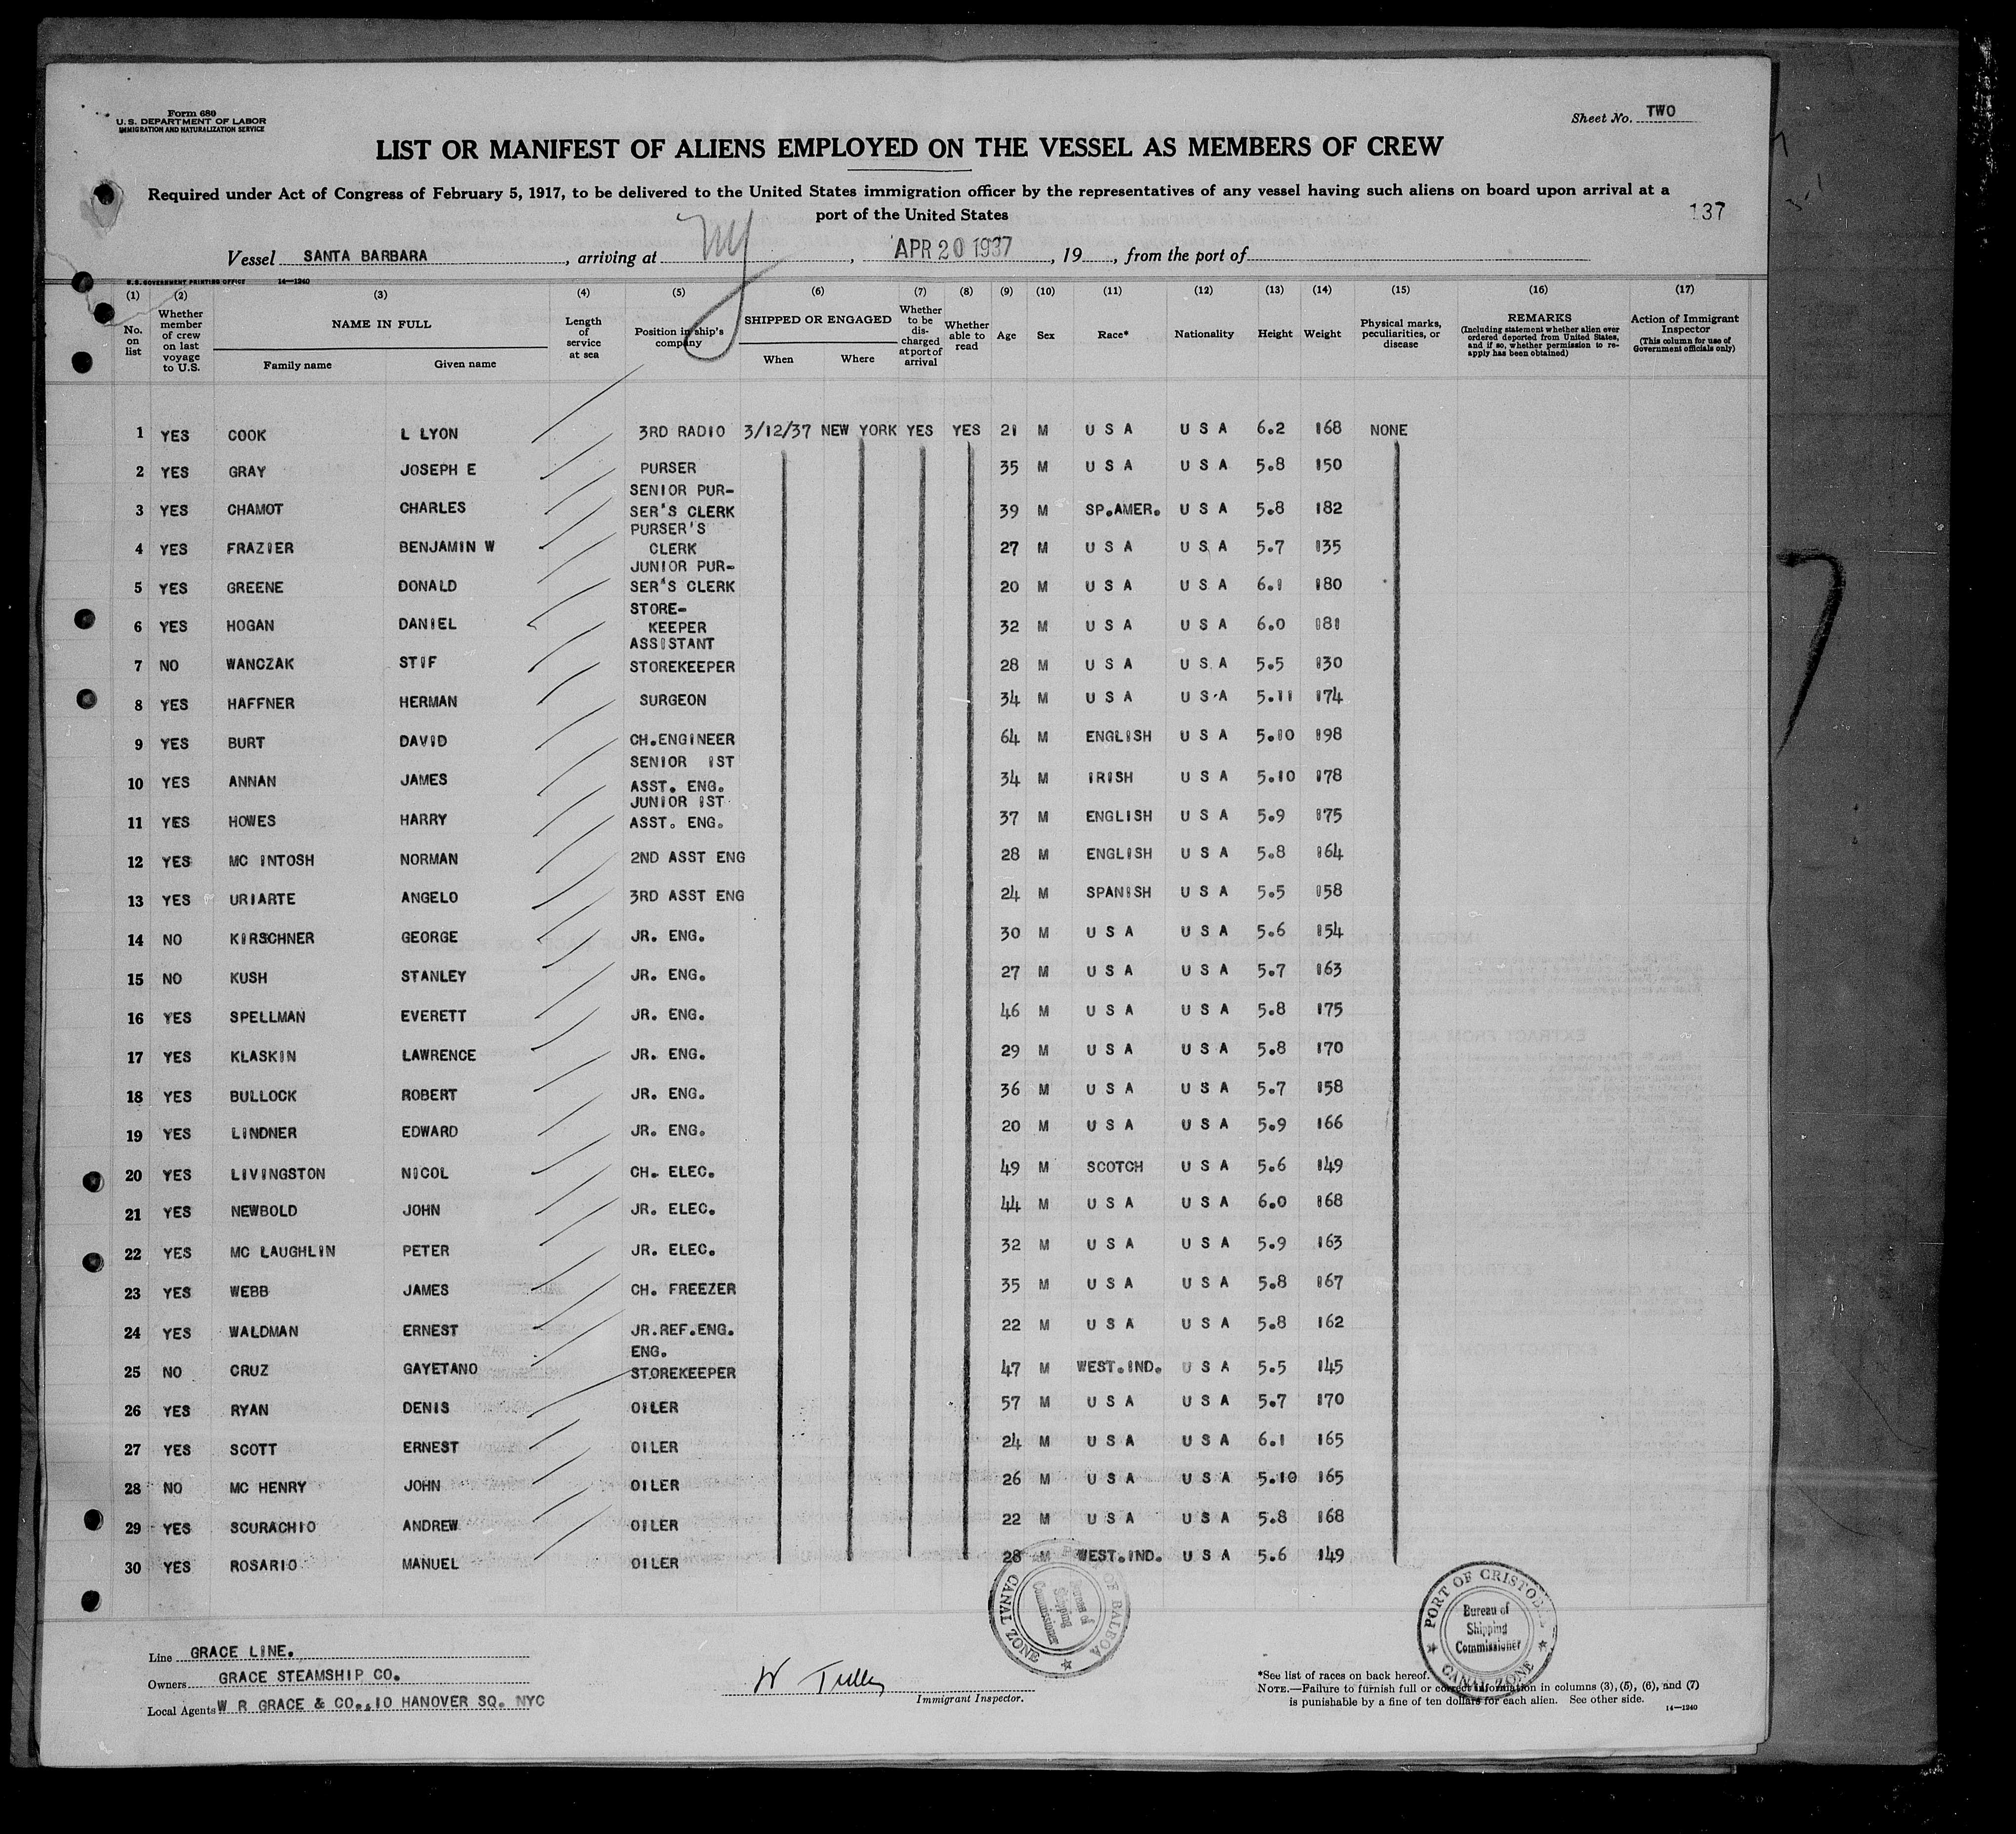 Form 680
U. S. DEPARTMENT OF LABOR
IMMIGRATION AND NATURALIZATION SERVICE
Sheet No. TWO
LIST OR MANIFEST OF ALIENS EMPLOYED ON THE VESSEL AS MEMBERS OF CREW
Required under Act of Congress of February 5, 1917, to be delivered to the United States immigration officer by the representatives of any vessel having such aliens on board upon arrival at a
port of the United States
137
Vessel SANTA BARBARA, arriving at NY, APR 20 1937, 19, from the port of
U. S. GOVERNMENT PRINTING OFFICE 14—1240
(1) (2) (3) (4) (5) (6) (7) (8) (9) (10) (11) (12) (13) (14) (15) (16) (17)
No. on list
Whether member of crew on last voyage to U.S.
NAME IN FULL
Family name Given name
Length of service at sea
Position in ship's company
SHIPPED OR ENGAGED
When Where
Whether to be discharged at port of arrival
Whether able to read
Age Sex Race* Nationality Height Weight
Physical marks, peculiarities, or disease
REMARKS
(Including statement whether alien ever ordered deported from United States, and if so, whether permission to re-apply has been obtained)
Action of Immigrant Inspector
(This column for use of Government officials only)
1 YES COOK L LYON 3RD RADIO 3/12/37 NEW YORK YES YES 21 M U S A U S A 6.2 168 NONE
2 YES GRAY JOSEPH E PURSER 35 M U S A U S A 5.8 150
3 YES CHAMOT CHARLES SENIOR PUR-SER'S CLERK 39 M SP.AMER. U S A 5.8 182
4 YES FRAZIER BENJAMIN W PURSER'S CLERK 27 M U S A U S A 5.7 135
5 YES GREENE DONALD JUNIOR PUR-SER'S CLERK 20 M U S A U S A 6.1 180
6 YES HOGAN DANIEL STORE-KEEPER 32 M U S A U S A 6.0 181
7 NO WANCZAK STIF ASSISTANT STOREKEEPER 28 M U S A U S A 5.5 130
8 YES HAFFNER HERMAN SURGEON 34 M U S A U S A 5.11 174
9 YES BURT DAVID CH.ENGINEER 64 M ENGLISH U S A 5.10 198
10 YES ANNAN JAMES SENIOR 1ST ASST. ENG. 34 M IRISH U S A 5.10 178
11 YES HOWES HARRY JUNIOR 1ST ASST. ENG. 37 M ENGLISH U S A 5.9 175
12 YES MC INTOSH NORMAN 2ND ASST ENG 28 M ENGLISH U S A 5.8 164
13 YES URIARTE ANGELO 3RD ASST ENG 24 M SPANISH U S A 5.5 158
14 NO KIRSCHNER GEORGE JR. ENG. 30 M U S A U S A 5.6 154
15 NO KUSH STANLEY JR. ENG. 27 M U S A U S A 5.7 163
16 YES SPELLMAN EVERETT JR. ENG. 46 M U S A U S A 5.8 175
17 YES KLASKIN LAWRENCE JR. ENG. 29 M U S A U S A 5.8 170
18 YES BULLOCK ROBERT JR. ENG. 36 M U S A U S A 5.7 158
19 YES LINDNER EDWARD JR. ENG. 20 M U S A U S A 5.9 166
20 YES LIVINGSTON NICOL CH. ELEC. 49 M SCOTCH U S A 5.6 149
21 YES NEWBOLD JOHN JR. ELEC. 44 M U S A U S A 6.0 168
22 YES MC LAUGHLIN PETER JR. ELEC. 32 M U S A U S A 5.9 163
23 YES WEBB JAMES CH. FREEZER 35 M U S A U S A 5.8 167
24 YES WALDMAN ERNEST JR.REF.ENG. 22 M U S A U S A 5.8 162
25 NO CRUZ GAYETANO ENG. STOREKEEPER 47 M WEST.IND. U S A 5.5 145
26 YES RYAN DENIS OILER 57 M U S A U S A 5.7 170
27 YES SCOTT ERNEST OILER 24 M U S A U S A 6.1 165
28 NO MC HENRY JOHN OILER 26 M U S A U S A 5.10 165
29 YES SCURACHIO ANDREW OILER 22 M U S A U S A 5.8 168
30 YES ROSARIO MANUEL OILER 28 M WEST.IND. U S A 5.6 149
PORT OF BALBOA CANAL ZONE
Bureau of Shipping Commissioner
PORT OF CRISTOBAL CANAL ZONE
Bureau of Shipping Commissioner
Line GRACE LINE.
Owners GRACE STEAMSHIP CO.
Local Agents W R GRACE & CO., 10 HANOVER SQ. NYC
W Tully
Immigrant Inspector.
*See list of races on back hereof.
NOTE.—Failure to furnish full or correct information in columns (3), (5), (6), and (7)
is punishable by a fine of ten dollars for each alien. See other side.
14—1240